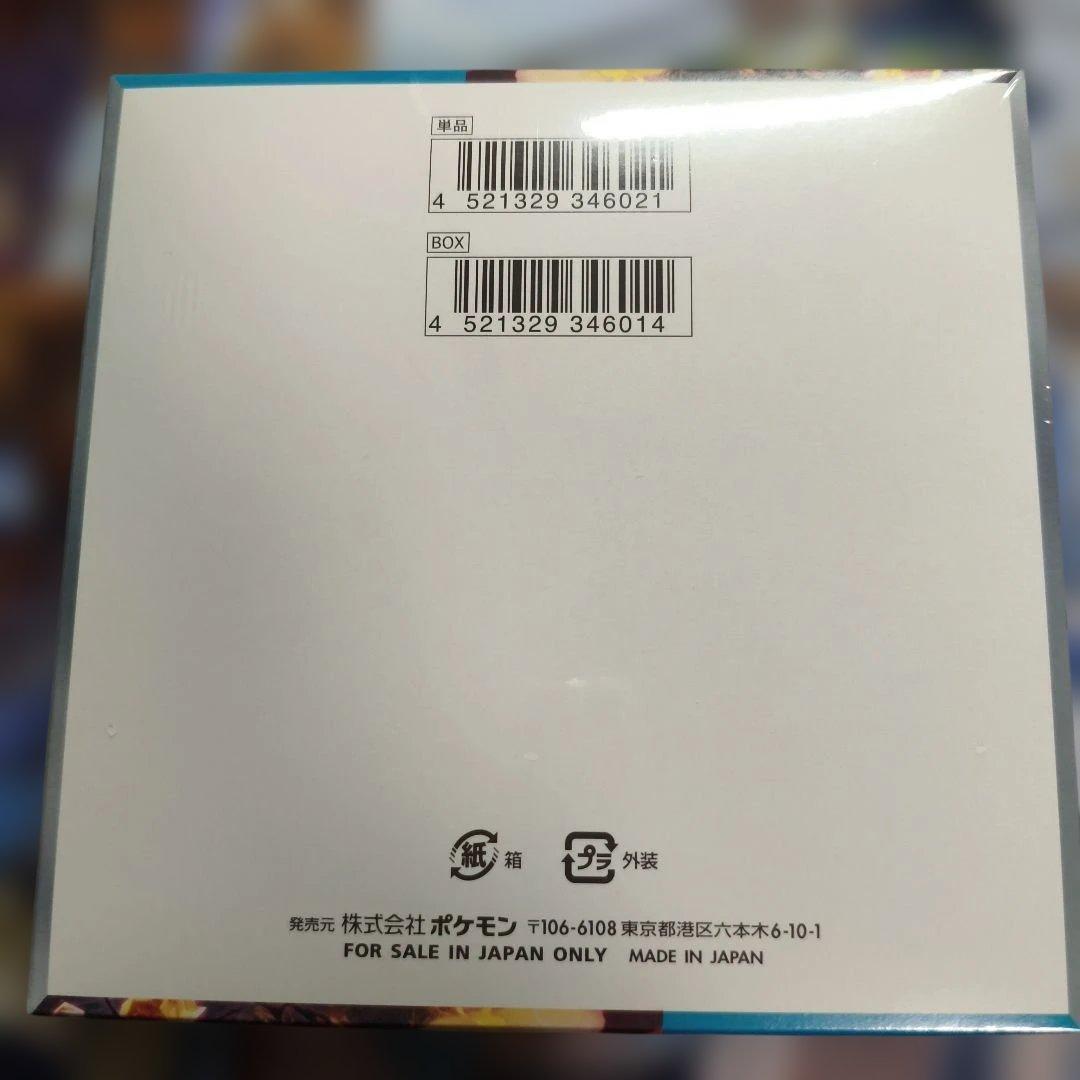 単品
4 521329 346021
BOX
4 521329 346014
紙 箱 プラ 外装
発売元 株式会社 ポケモン 〒106-6108 東京都港区六本木6-10-1
FOR SALE IN JAPAN ONLY MADE IN JAPAN